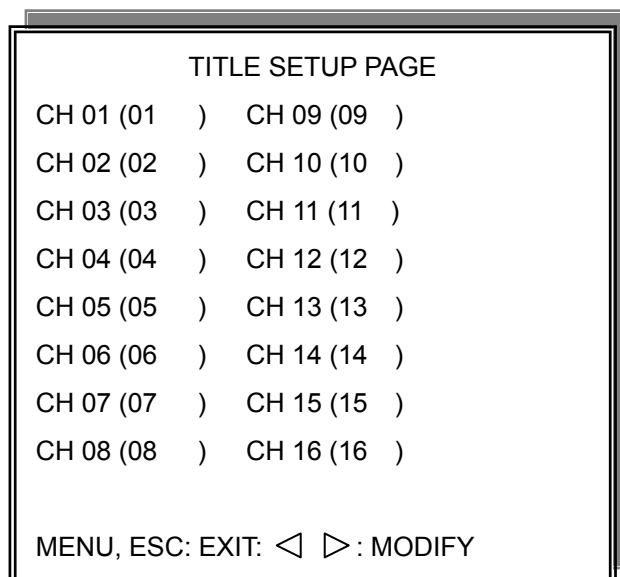 TITLE SETUP PAGE
CH 01 (01 ) CH 09 (09 )
CH 02 (02 ) CH 10 (10 )
CH 03 (03 ) CH 11 (11 )
CH 04 (04 ) CH 12 (12 )
CH 05 (05 ) CH 13 (13 )
CH 06 (06 ) CH 14 (14 )
CH 07 (07 ) CH 15 (15 )
CH 08 (08 ) CH 16 (16 )
MENU, ESC: EXIT: ◁ ▷ : MODIFY